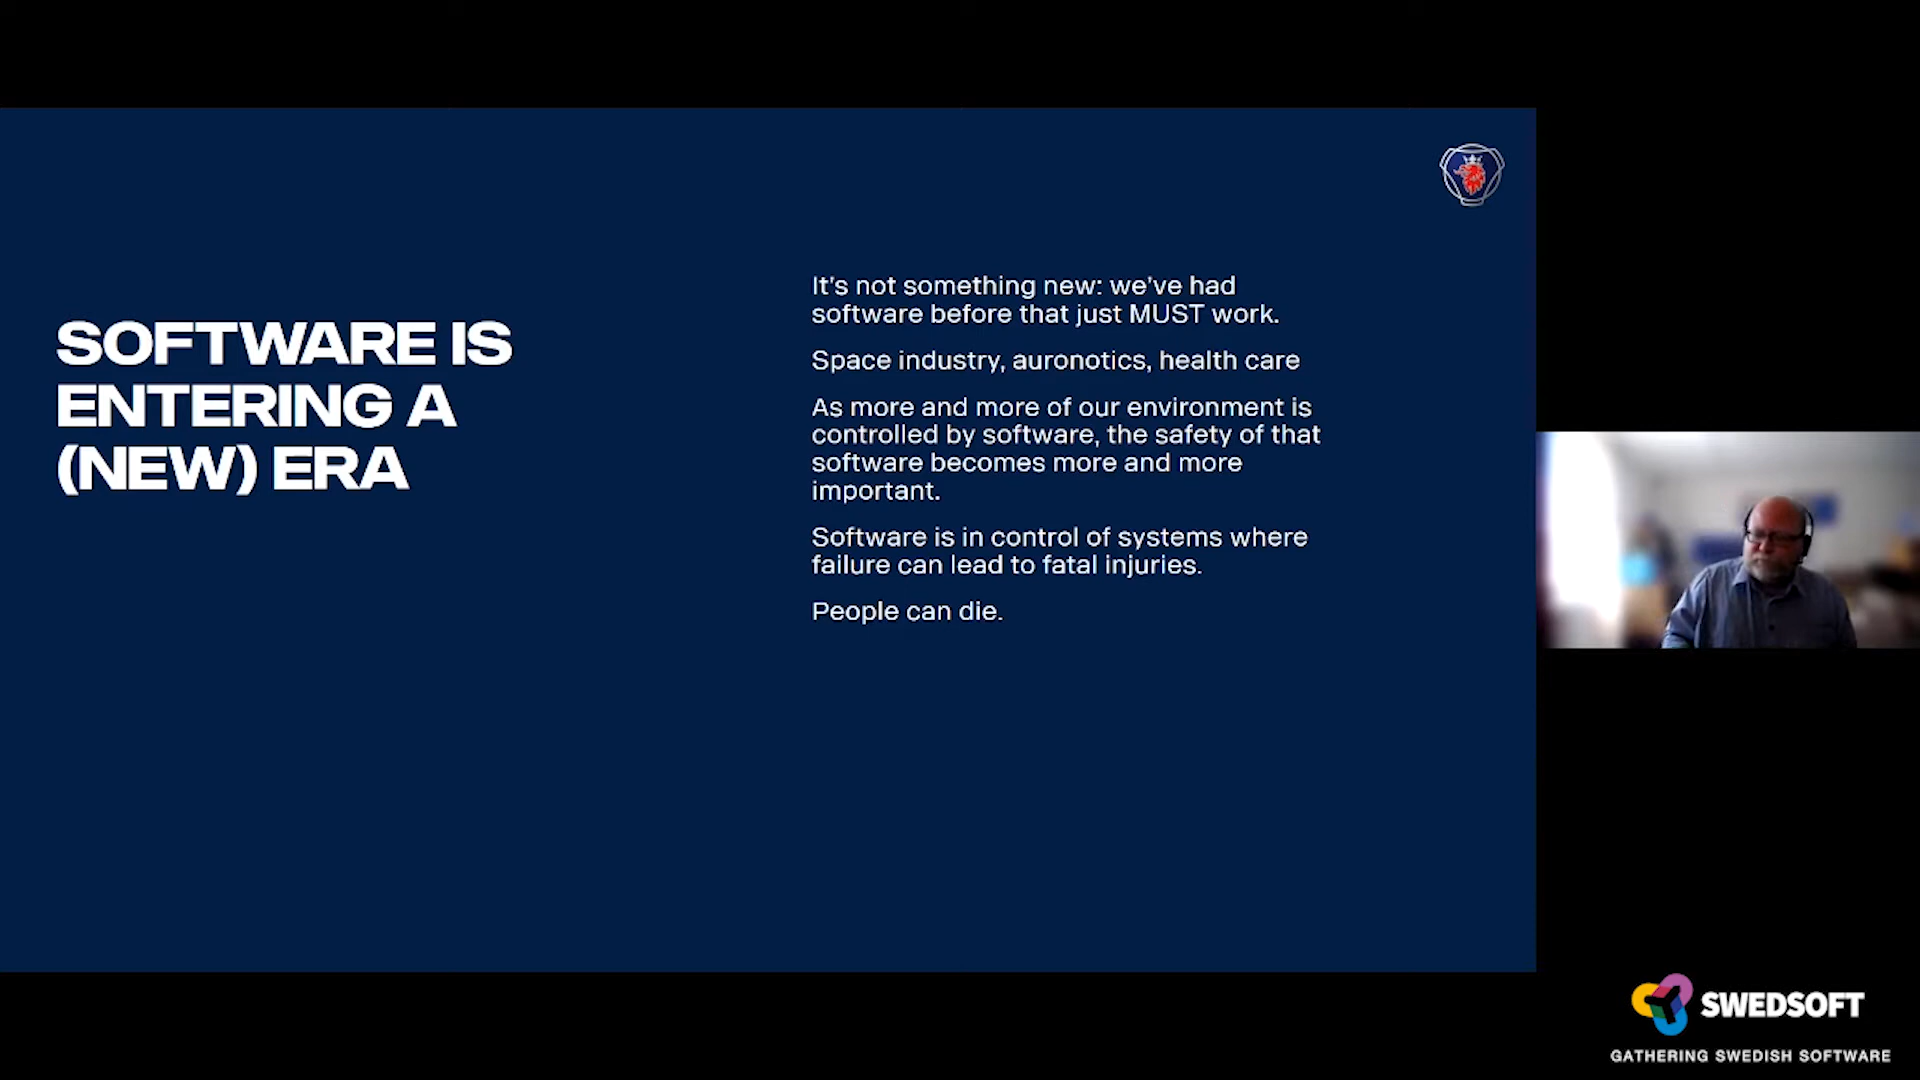 SOFTWARE IS
ENTERING A
(NEW) ERA
It's not something new: we've had
software before that just MUST work.
Space industry, auronotics, health care
As more and more of our environment is
controlled by software, the safety of that
software becomes more and more
important.
Software is in control of systems where
failure can lead to fatal injuries.
People can die.
SWEDSOFT
GATHERING SWEDISH SOFTWARE